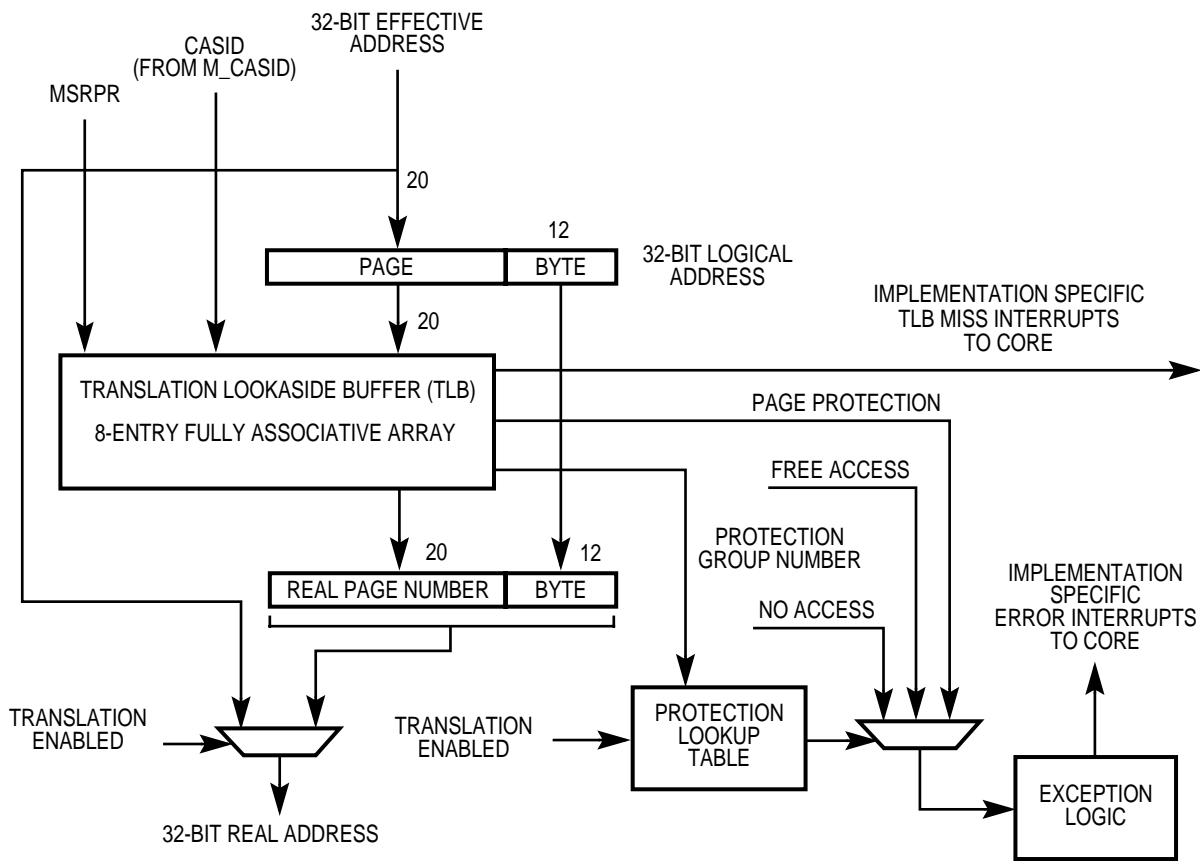 32-BIT EFFECTIVE
ADDRESS
CASID
(FROM M_CASID)
MSRPR
20
12
PAGE
BYTE
32-BIT LOGICAL
ADDRESS
20
IMPLEMENTATION SPECIFIC
TLB MISS INTERRUPTS
TO CORE
TRANSLATION LOOKASIDE BUFFER (TLB)
8-ENTRY FULLY ASSOCIATIVE ARRAY
PAGE PROTECTION
FREE ACCESS
PROTECTION
GROUP NUMBER
20
12
REAL PAGE NUMBER
BYTE
NO ACCESS
IMPLEMENTATION
SPECIFIC
ERROR INTERRUPTS
TO CORE
TRANSLATION
ENABLED
TRANSLATION
ENABLED
PROTECTION
LOOKUP
TABLE
EXCEPTION
LOGIC
32-BIT REAL ADDRESS